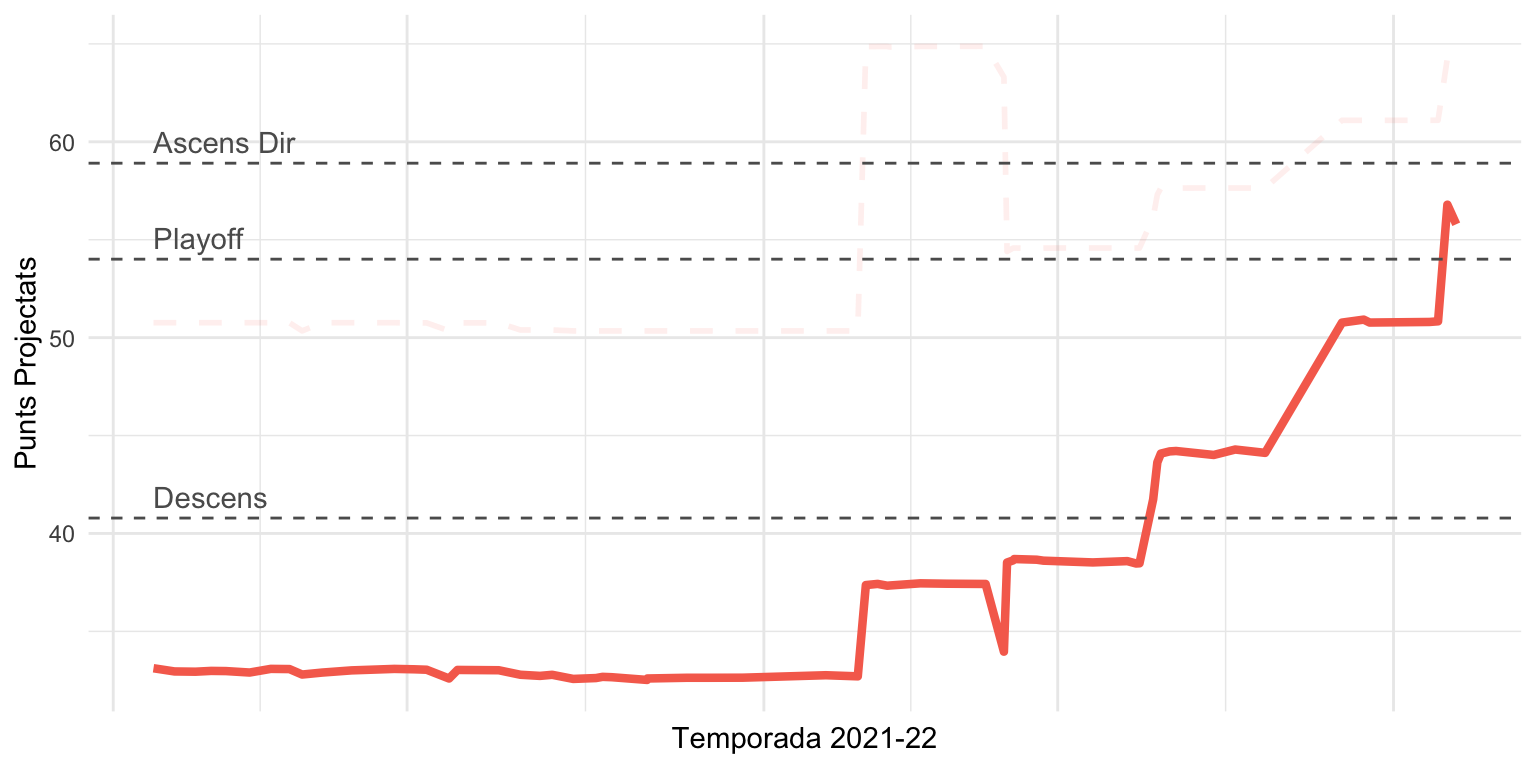 Ascens Dir
60
Playoff
50
Descens
40
Punts Projectats
Temporada 2021-22